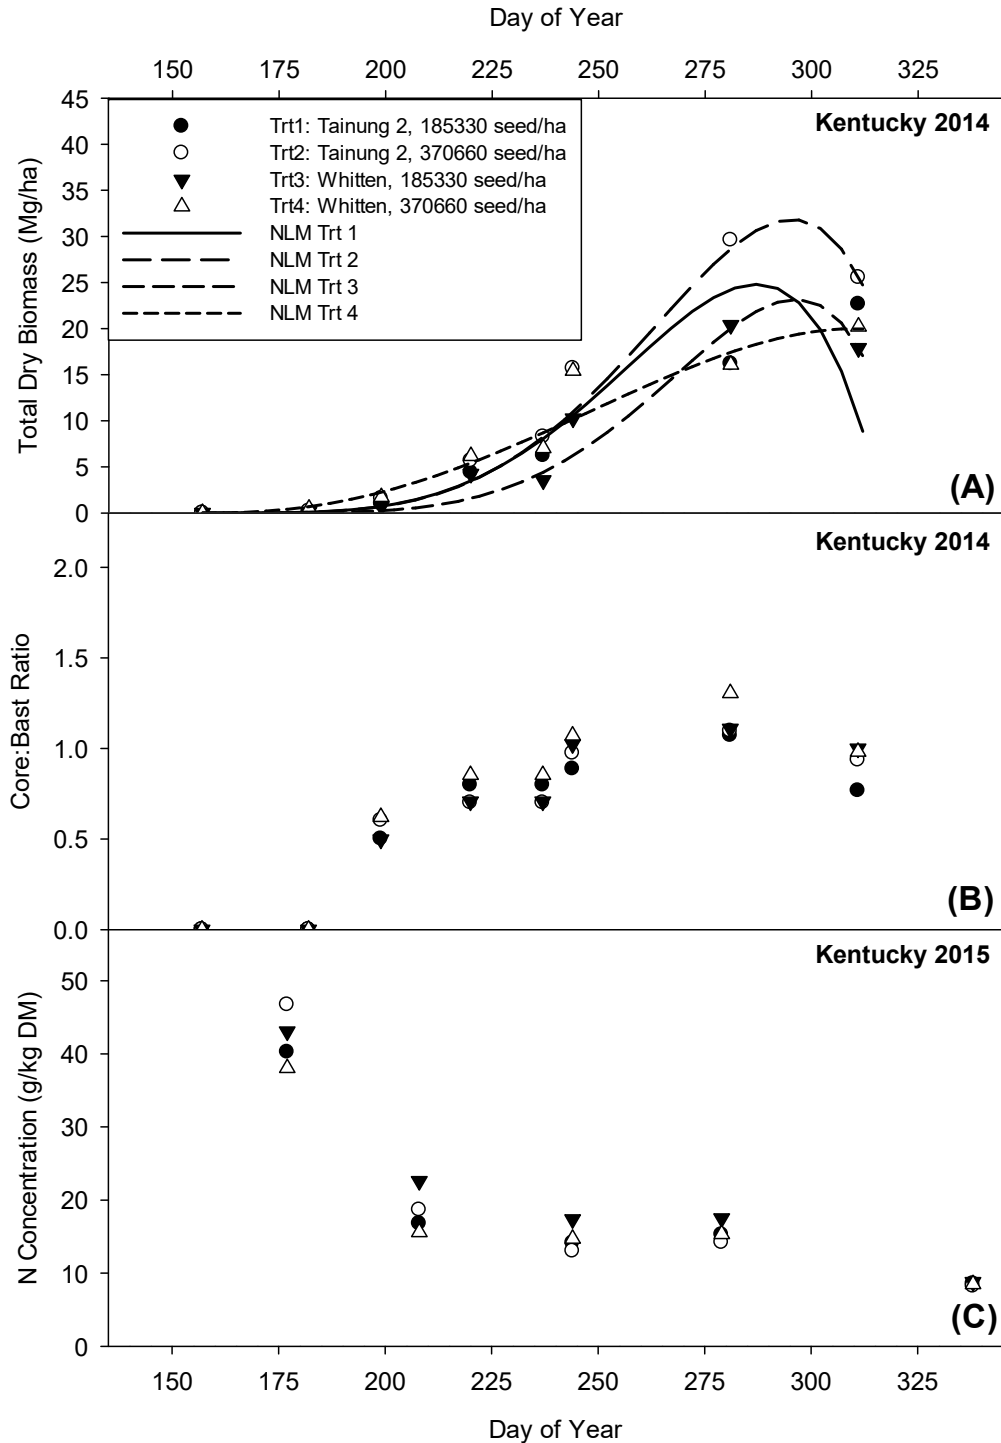 Day of Year
150 175 200 225 250 275 300 325
45
40
35
30
25
20
15
10
5
0
Total Dry Biomass (Mg/ha)
Kentucky 2014
Trt1: Tainung 2, 185330 seed/ha
Trt2: Tainung 2, 370660 seed/ha
Trt3: Whitten, 185330 seed/ha
Trt4: Whitten, 370660 seed/ha
NLM Trt 1
NLM Trt 2
NLM Trt 3
NLM Trt 4
(A)
Kentucky 2014
2.0
1.5
1.0
0.5
0.0
Core:Bast Ratio
(B)
Kentucky 2015
50
40
30
20
10
0
N Concentration (g/kg DM)
(C)
150 175 200 225 250 275 300 325
Day of Year